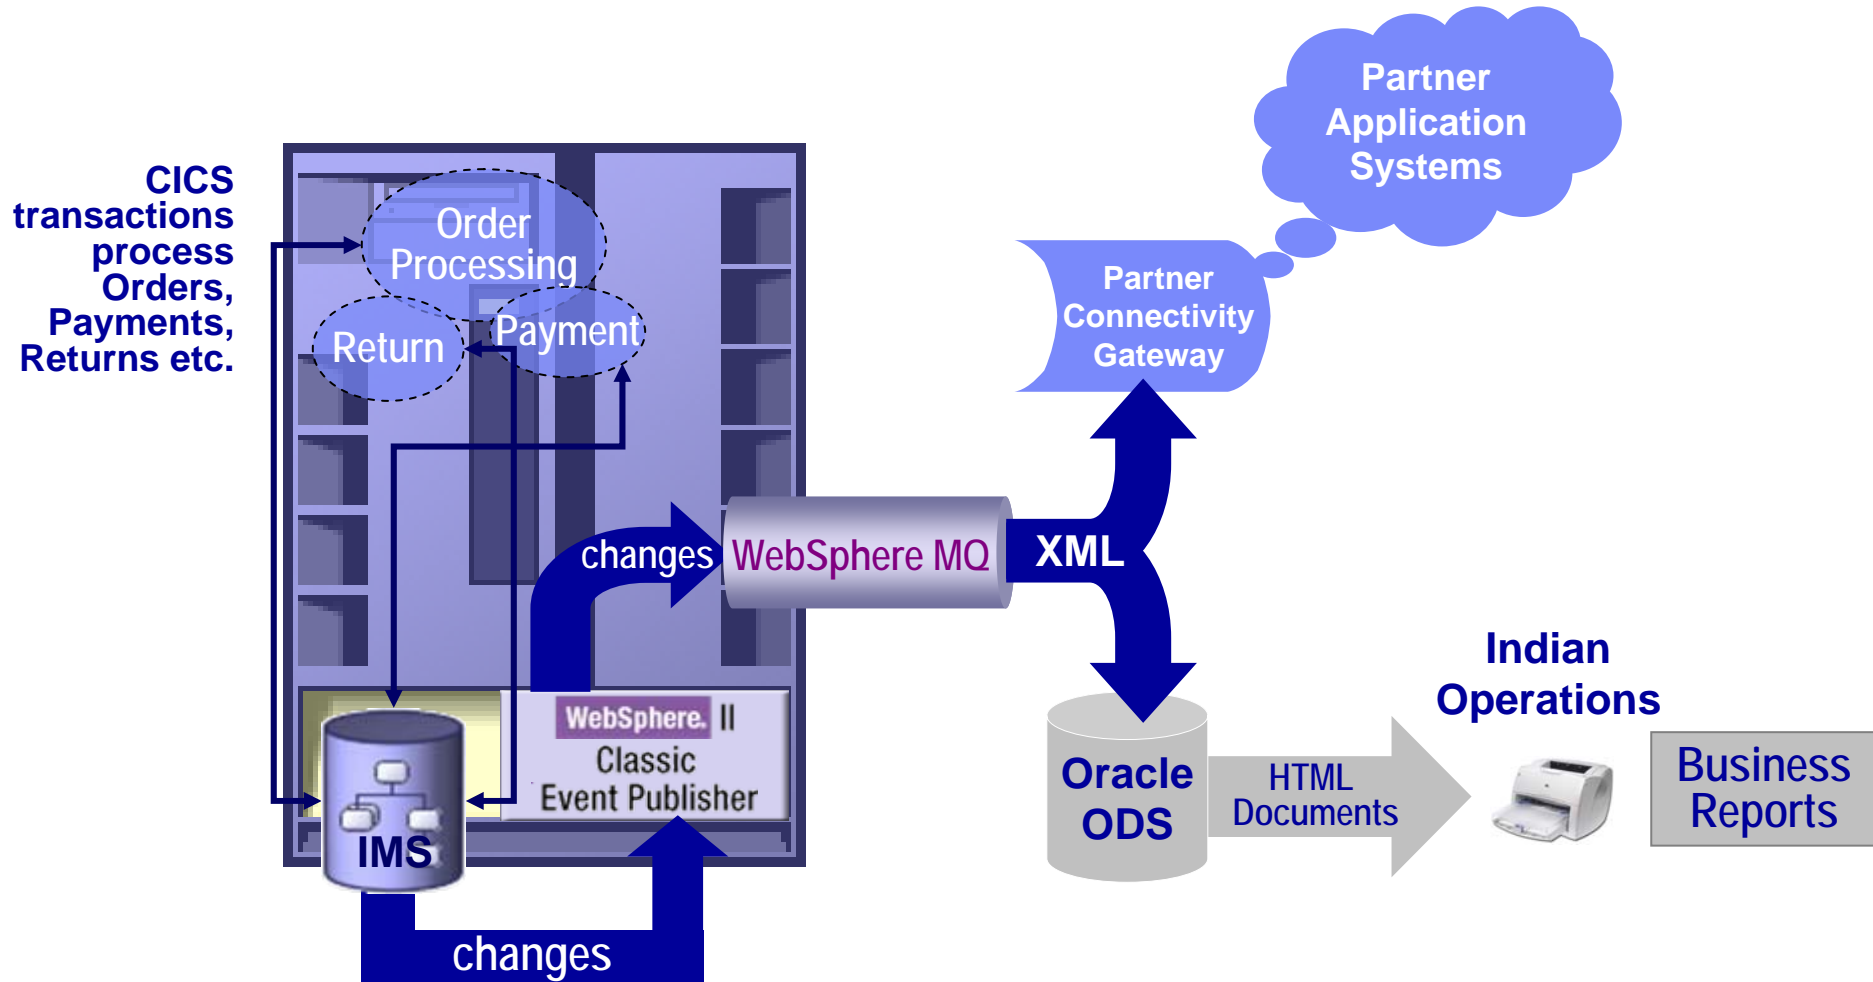 Partner
Application
Systems
CICS
transactions
process
Orders,
Payments,
Returns etc.
Order
Processing
Return
Payment
Partner
Connectivity
Gateway
changes
WebSphere MQ
XML
WebSphere. II
Classic
Event Publisher
IMS
changes
Oracle
ODS
HTML
Documents
Indian
Operations
Business
Reports